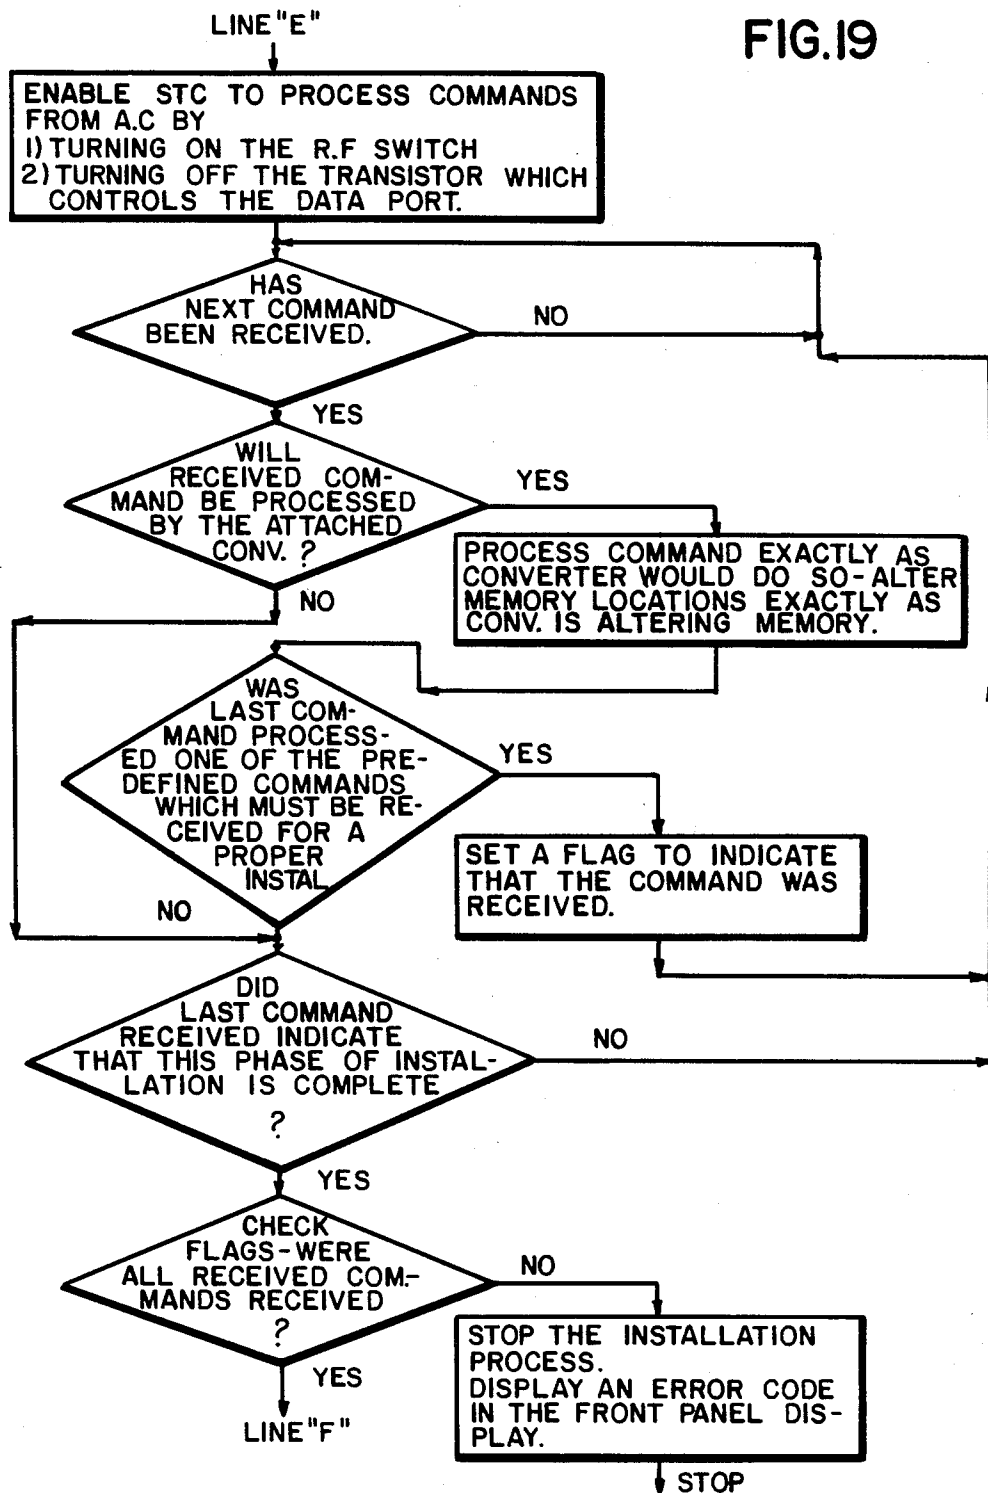 LINE "E"
FIG.19
ENABLE STC TO PROCESS COMMANDS
FROM A.C BY
1) TURNING ON THE R.F SWITCH
2) TURNING OFF THE TRANSISTOR WHICH
CONTROLS THE DATA PORT.
HAS
NEXT COMMAND
BEEN RECEIVED.
NO
YES
WILL
RECEIVED COM-
MAND BE PROCESSED
BY THE ATTACHED
CONV. ?
YES
NO
PROCESS COMMAND EXACTLY AS
CONVERTER WOULD DO SO-ALTER
MEMORY LOCATIONS EXACTLY AS
CONV. IS ALTERING MEMORY.
WAS
LAST COM-
MAND PROCESS-
ED ONE OF THE PRE-
DEFINED COMMANDS
WHICH MUST BE RE-
CEIVED FOR A
PROPER
INSTAL
YES
NO
SET A FLAG TO INDICATE
THAT THE COMMAND WAS
RECEIVED.
DID
LAST COMMAND
RECEIVED INDICATE
THAT THIS PHASE OF INSTAL-
LATION IS COMPLETE
?
NO
YES
CHECK
FLAGS-WERE
ALL RECEIVED COM.-
MANDS RECEIVED
?
NO
YES
LINE "F"
STOP THE INSTALLATION
PROCESS.
DISPLAY AN ERROR CODE
IN THE FRONT PANEL DIS-
PLAY.
STOP